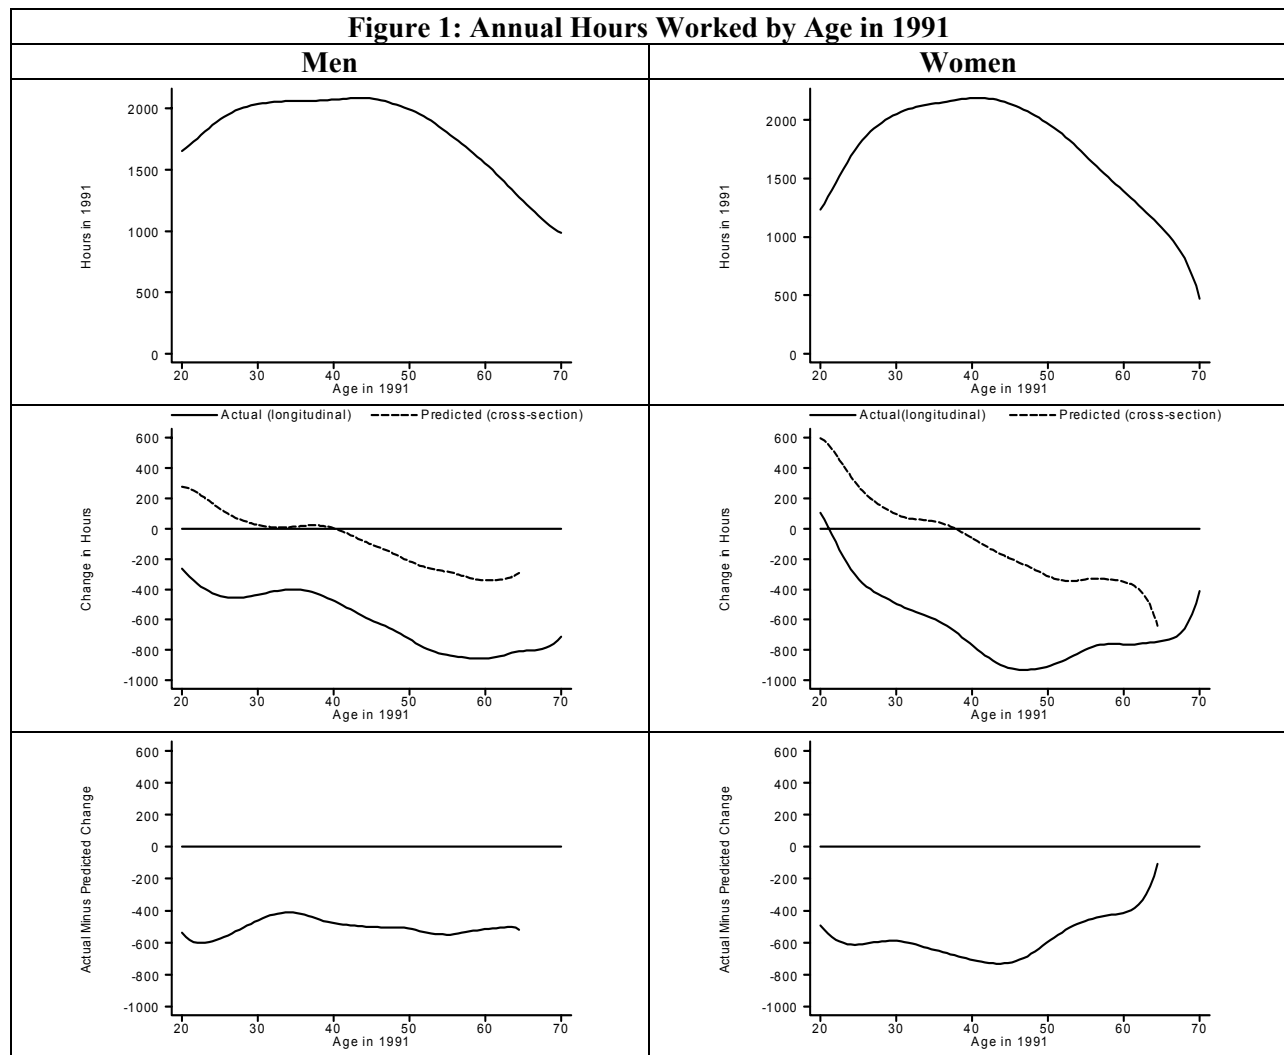 Figure 1: Annual Hours Worked by Age in 1991
Men
Women
Hours in 1991
2000
1500
1000
500
0
20 30 40 50 60 70
Age in 1991
Hours in 1991
2000
1500
1000
500
0
20 30 40 50 60 70
Age in 1991
Actual (longitudinal) Predicted (cross-section)
Change in Hours
600
400
200
0
-200
-400
-600
-800
-1000
20 30 40 50 60 70
Age in 1991
Actual(longitudinal) Predicted (cross-section)
Change in Hours
600
400
200
0
-200
-400
-600
-800
-1000
20 30 40 50 60 70
Age in 1991
Actual Minus Predicted Change
600
400
200
0
-200
-400
-600
-800
-1000
20 30 40 50 60 70
Age in 1991
Actual Minus Predicted Change
600
400
200
0
-200
-400
-600
-800
-1000
20 30 40 50 60 70
Age in 1991